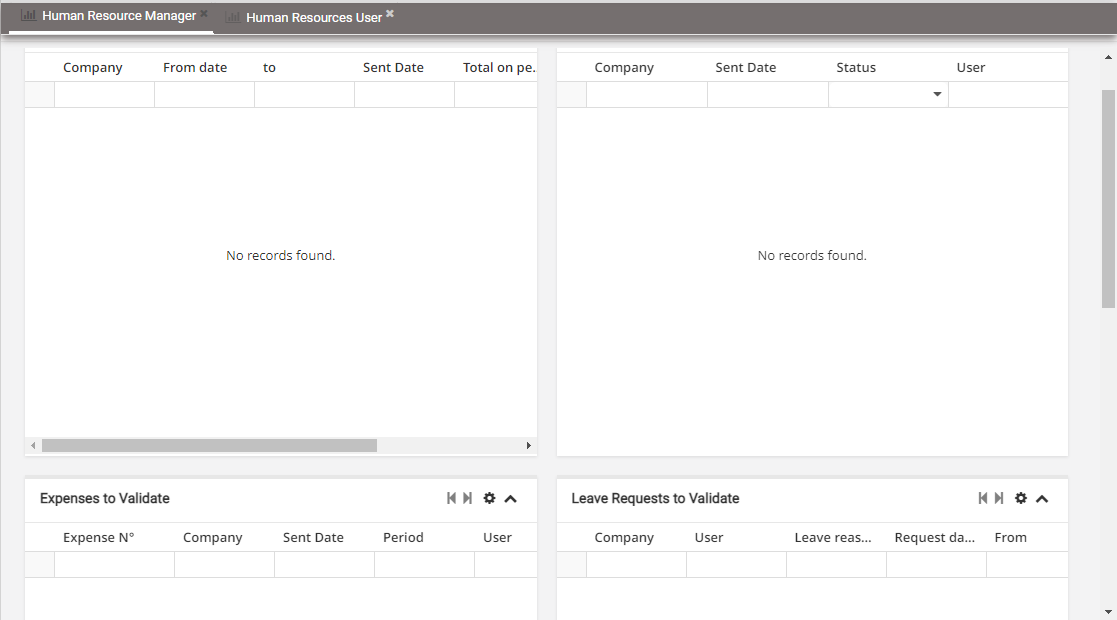 Human Resource Manager
Human Resources User
Company From date to Sent Date Total on pe..
Company Sent Date Status User
No records found.
No records found.
Expenses to Validate
Leave Requests to Validate
Expense N° Company Sent Date Period User
Company User Leave reas... Request da... From